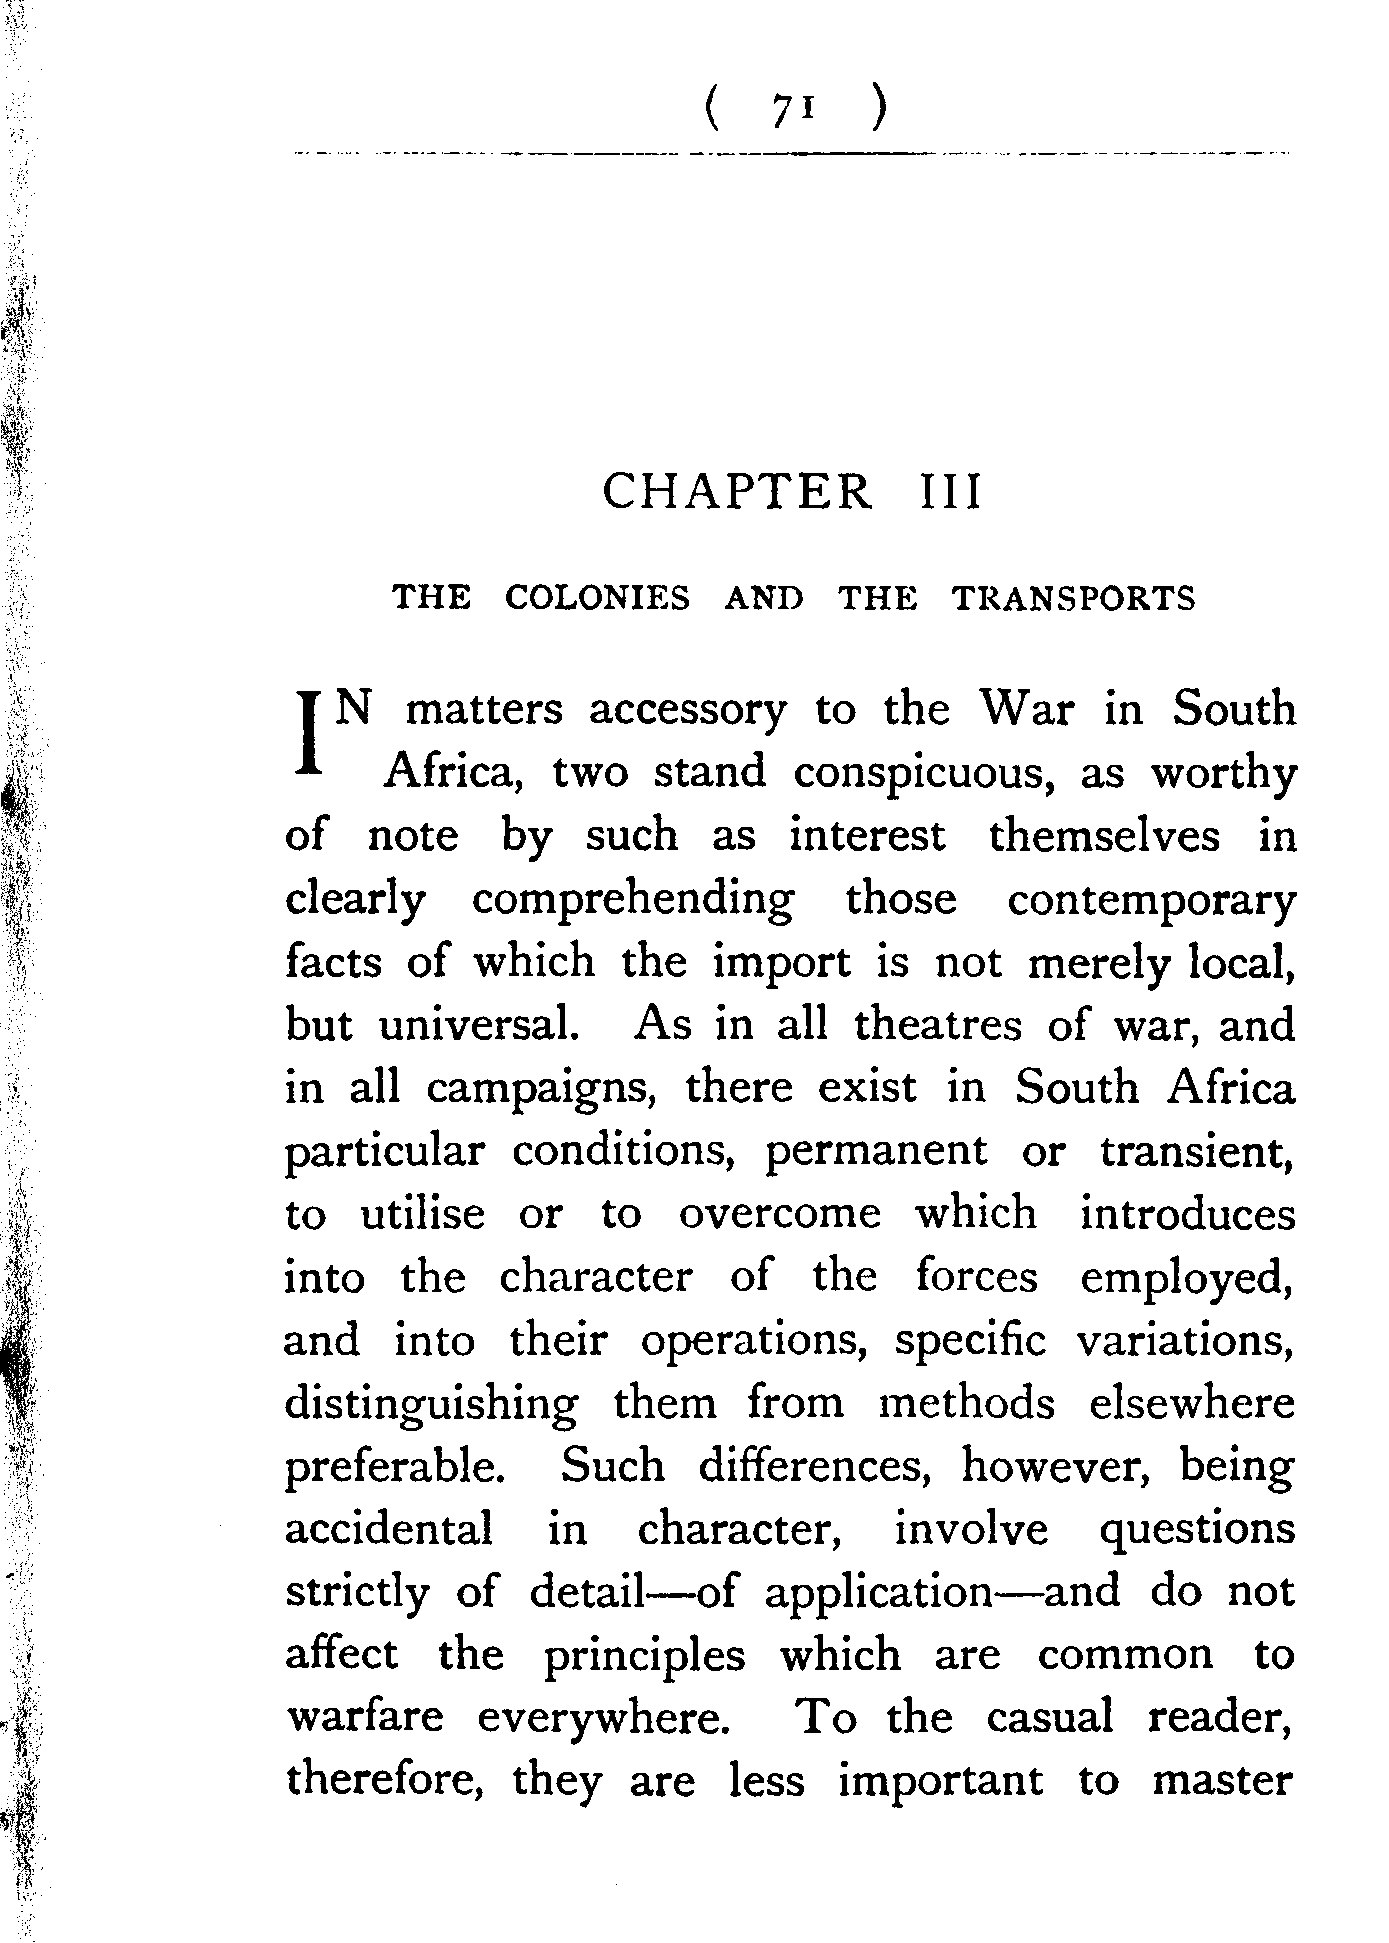 ( 71 )
CHAPTER III
THE COLONIES AND THE TRANSPORTS
IN matters accessory to the War in South
Africa, two stand conspicuous, as worthy
of note by such as interest themselves in
clearly comprehending those contemporary
facts of which the import is not merely local,
but universal. As in all theatres of war, and
in all campaigns, there exist in South Africa
particular conditions, permanent or transient,
to utilise or to overcome which introduces
into the character of the forces employed,
and into their operations, specific variations,
distinguishing them from methods elsewhere
preferable. Such differences, however, being
accidental in character, involve questions
strictly of detail—of application—and do not
affect the principles which are common to
warfare everywhere. To the casual reader,
therefore, they are less important to master